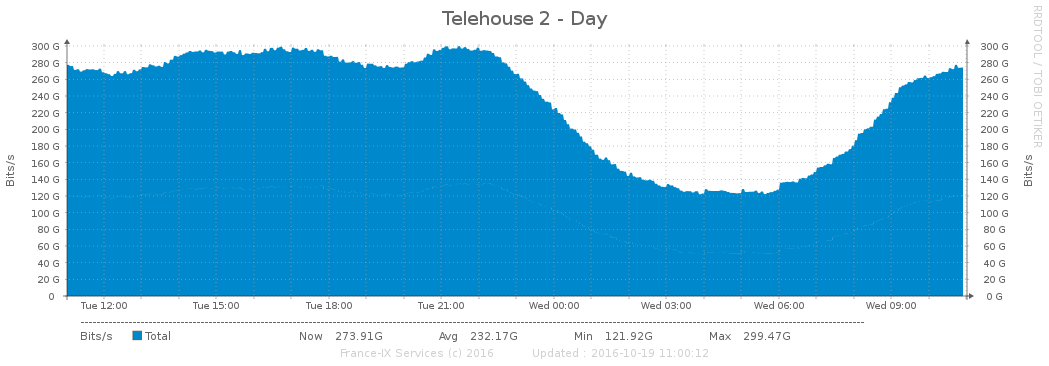 Telehouse 2 - Day
RRDTOOL / TOBI OETIKER
Bits/s
300 G 300 G
280 G 280 G
260 G 260 G
240 G 240 G
220 G 220 G
200 G 200 G
180 G 180 G
160 G 160 G
140 G 140 G
120 G 120 G
100 G 100 G
80 G 80 G
60 G 60 G
40 G 40 G
20 G 20 G
0 0 G
Bits/s
Tue 12:00 Tue 15:00 Tue 18:00 Tue 21:00 Wed 00:00 Wed 03:00 Wed 06:00 Wed 09:00
Bits/s Total Now 273.91G Avg 232.17G Min 121.92G Max 299.47G
France-IX Services (c) 2016 Updated : 2016-10-19 11:00:12